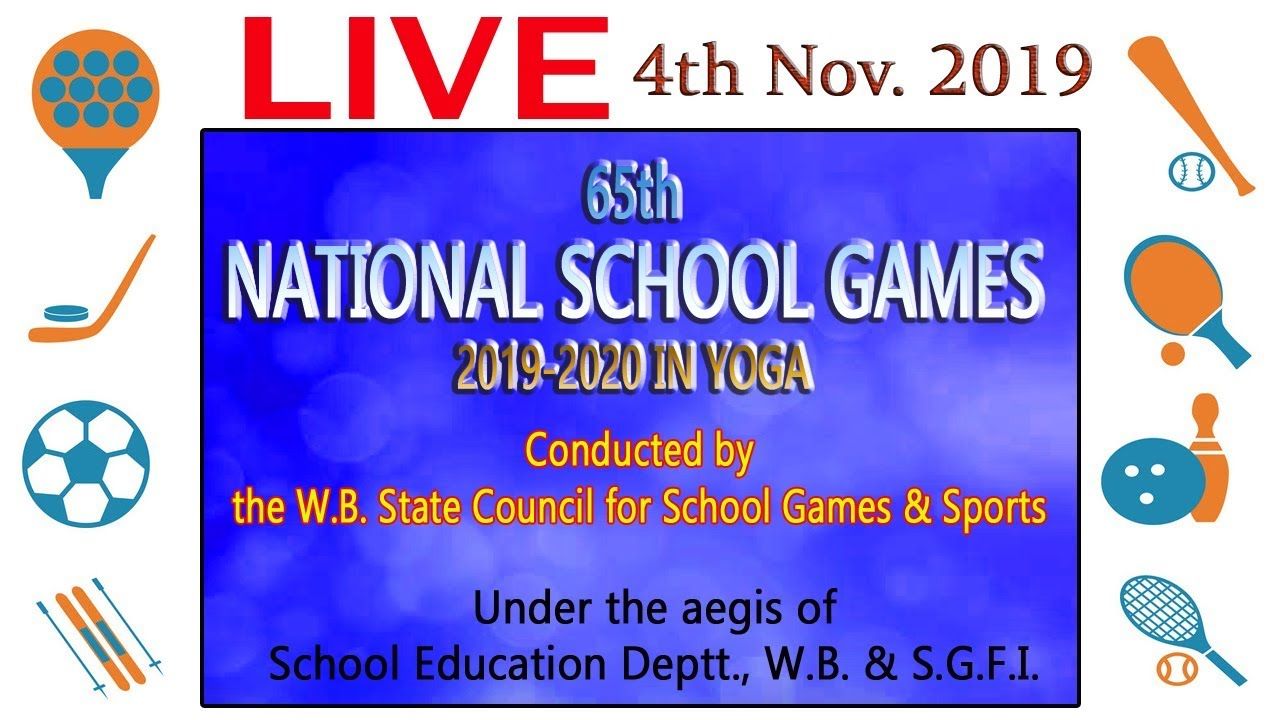 LIVE 4th Nov. 2019
65th
NATIONAL SCHOOL GAMES
2019-2020 IN YOGA
Conducted by
the W.B. State Council for School Games & Sports
Under the aegis of
School Education Deptt., W.B. & S.G.F.I.